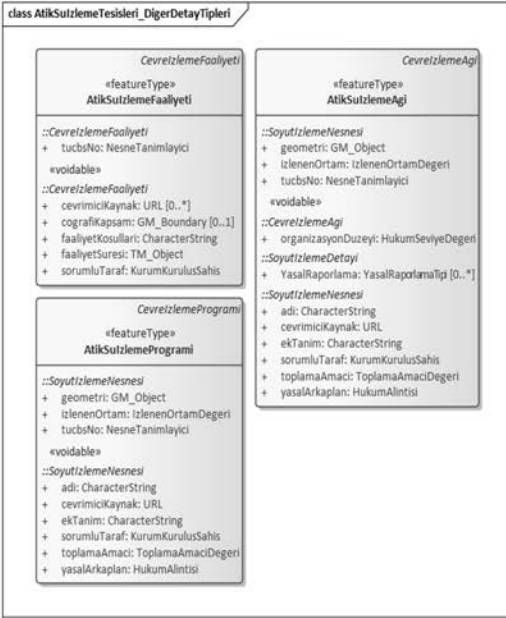 class AtikSuIzlemeTesisleri_DigerDetayTipleri
CevreIzlemeFaaliyeti
«featureType»
AtikSuIzlemeFaaliyeti
::CevreIzlemeFaaliyeti
+ tucbsNo: NesneTanimlayici
«voidable»
::CevreIzlemeFaaliyeti
+ cevrimiciKaynak: URL [0..*]
+ cografiKapsam: GM_Boundary [0..1]
+ faaliyetKosullari: CharacterString
+ faaliyetSuresi: TM_Object
+ sorumluTaraf: KurumKurulusSahis
CevreIzlemeProgrami
«featureType»
AtikSuIzlemeProgrami
::SoyutIzlemeNesnesi
+ geometri: GM_Object
+ izlenenOrtam: IzlenenOrtamDegeri
+ tucbsNo: NesneTanimlayici
«voidable»
::SoyutIzlemeNesnesi
+ adi: CharacterString
+ cevrimiciKaynak: URL
+ ekTanim: CharacterString
+ sorumluTaraf: KurumKurulusSahis
+ toplamaAmaci: ToplamaAmaciDegeri
+ yasalArkaplan: HukumAlintisi
CevreIzlemeAgi
«featureType»
AtikSuIzlemeAgi
::SoyutIzlemeNesnesi
+ geometri: GM_Object
+ izlenenOrtam: IzlenenOrtamDegeri
+ tucbsNo: NesneTanimlayici
«voidable»
::CevreIzlemeAgi
+ organizasyonDuzeyi: HukumSeviyeDegeri
::SoyutIzlemeDetayi
+ YasalRaporlama: YasalRaporlamaTipi [0..*]
::SoyutIzlemeNesnesi
+ adi: CharacterString
+ cevrimiciKaynak: URL
+ ekTanim: CharacterString
+ sorumluTaraf: KurumKurulusSahis
+ toplamaAmaci: ToplamaAmaciDegeri
+ yasalArkaplan: HukumAlintisi